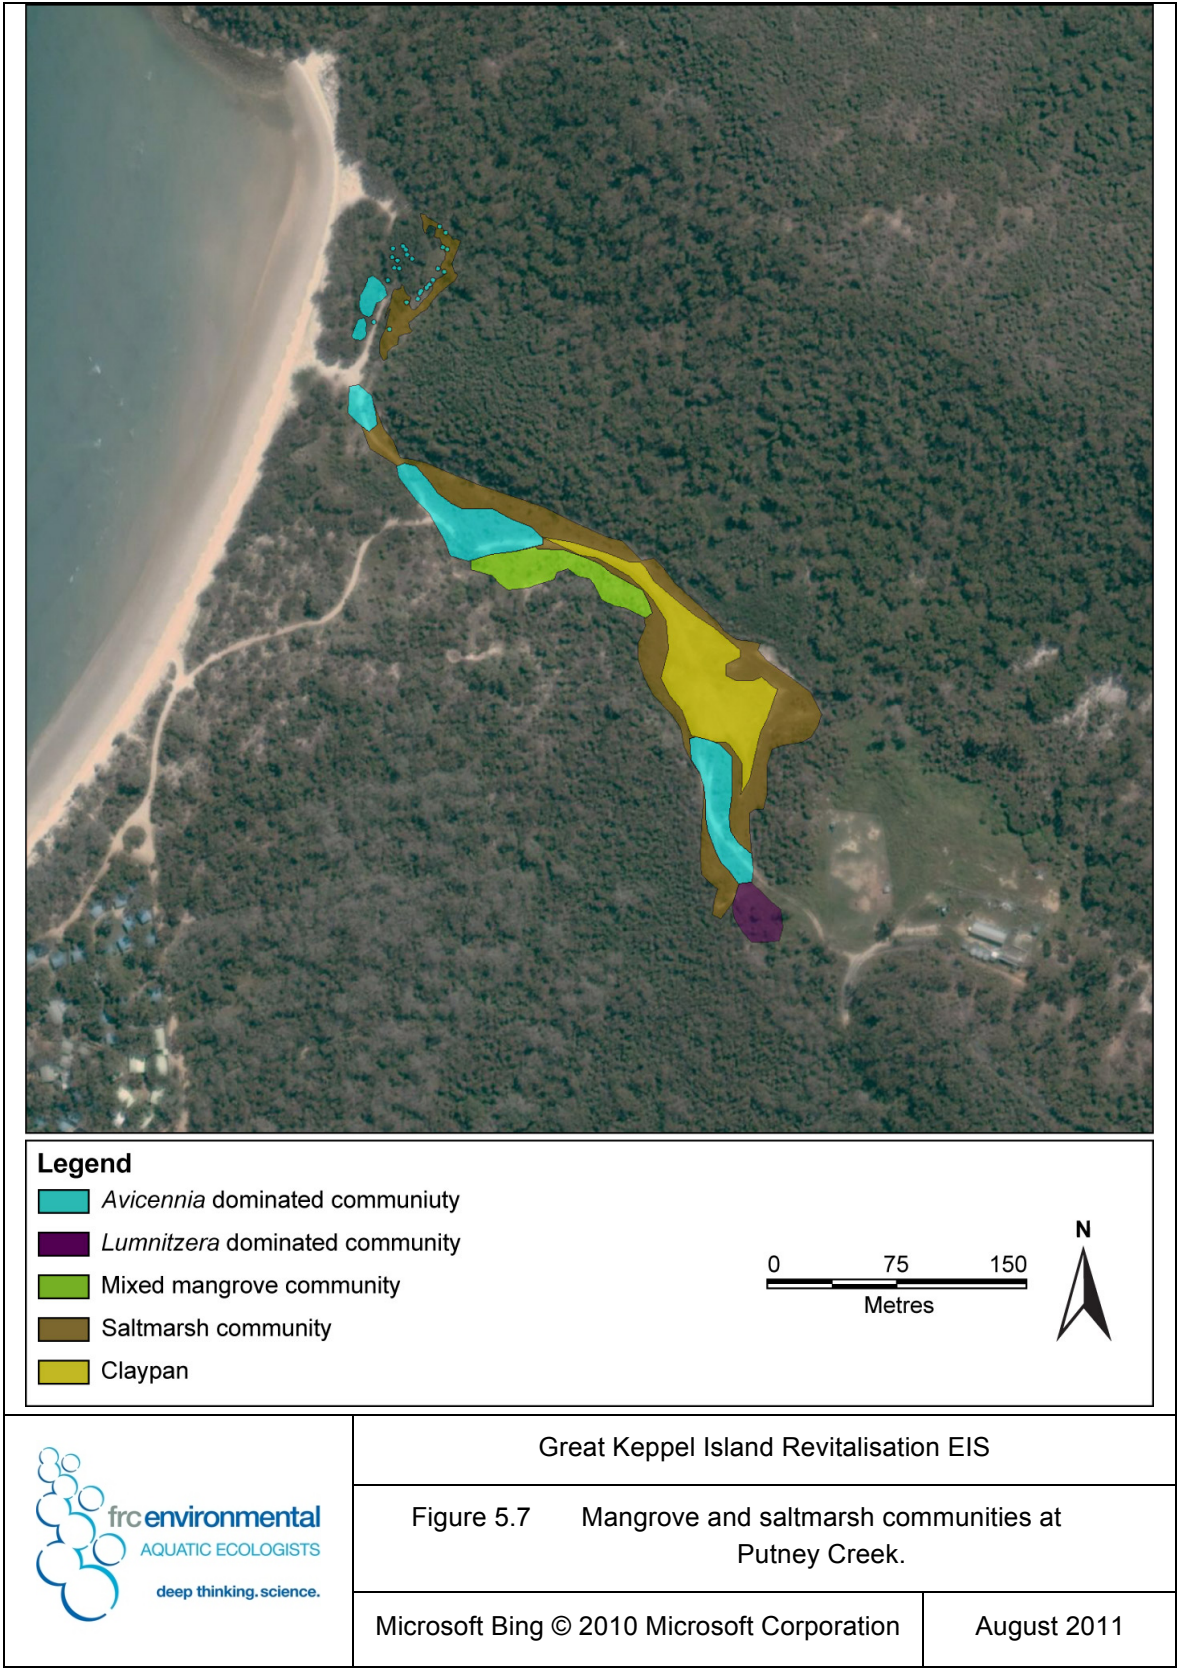 Legend
Avicennia dominated communiuty
Lumnitzera dominated community
Mixed mangrove community
Saltmarsh community
Claypan
0 75 150
Metres
N
frc environmental
AQUATIC ECOLOGISTS
deep thinking. science.
Great Keppel Island Revitalisation EIS
Figure 5.7 Mangrove and saltmarsh communities at
Putney Creek.
Microsoft Bing © 2010 Microsoft Corporation
August 2011